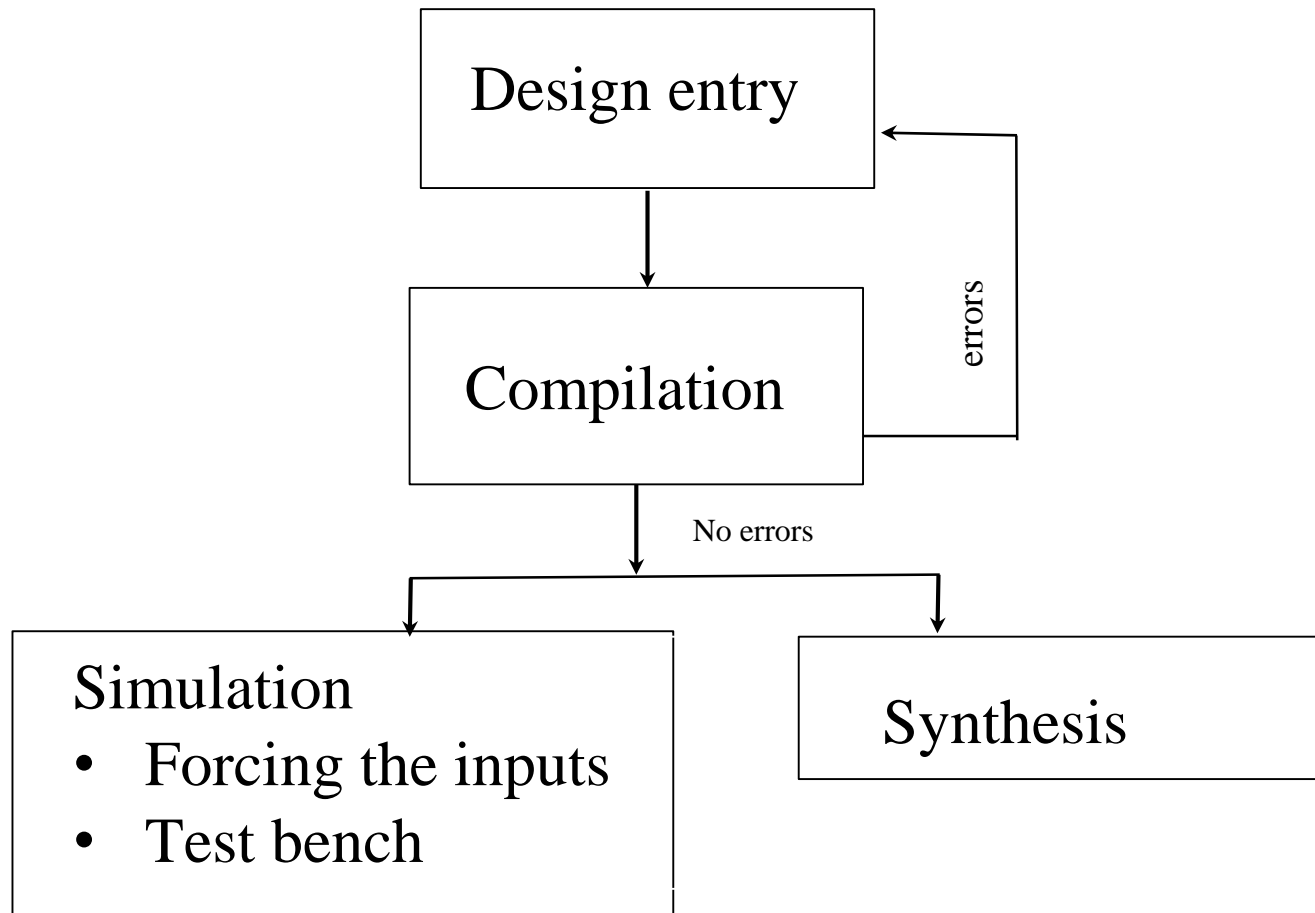 Design entry
errors
Compilation
No errors
Simulation
• Forcing the inputs
• Test bench
Synthesis